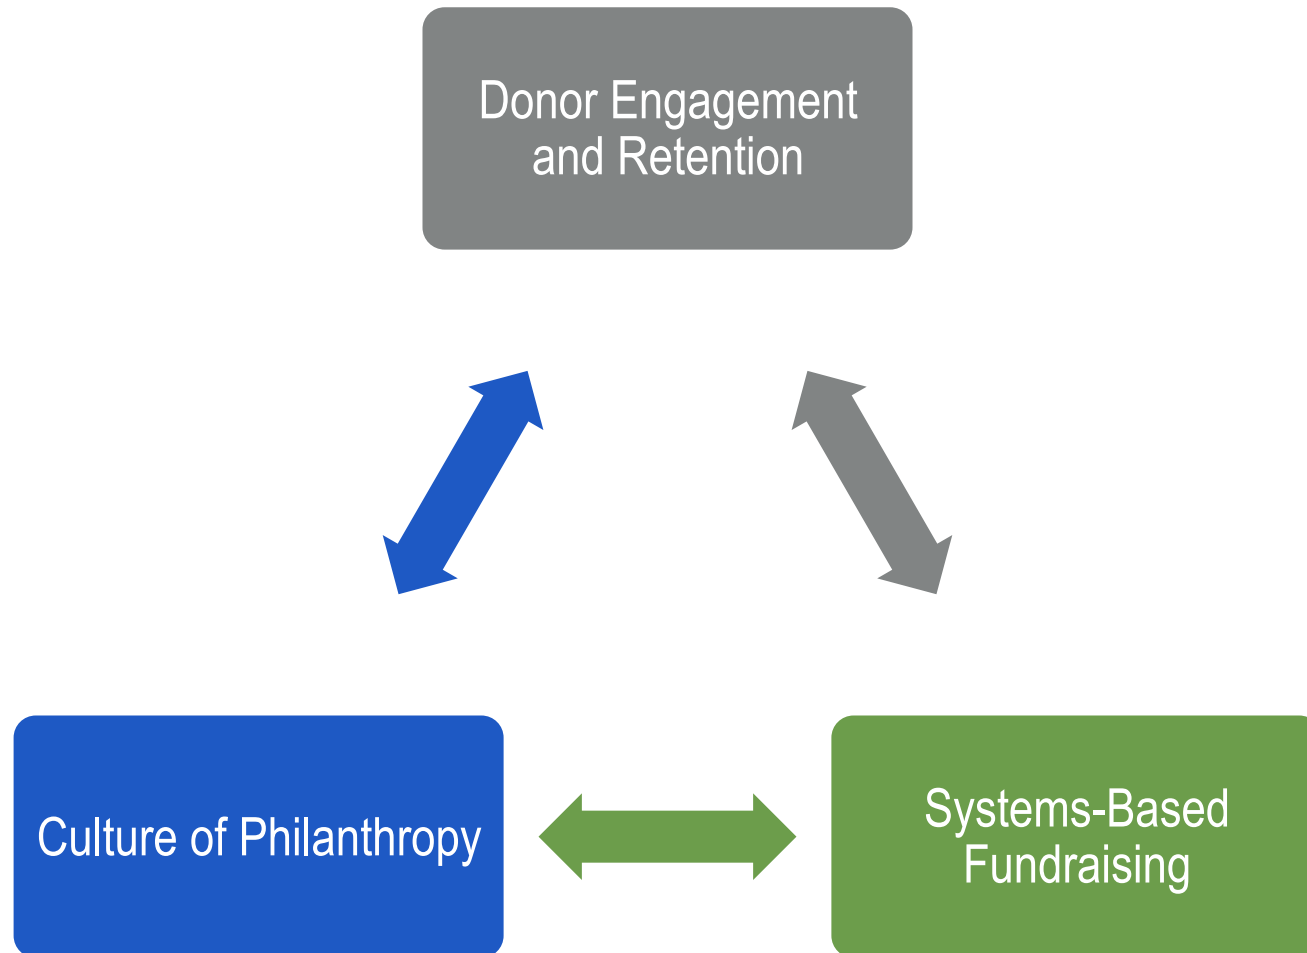 Donor Engagement
and Retention
Culture of Philanthropy
Systems-Based
Fundraising